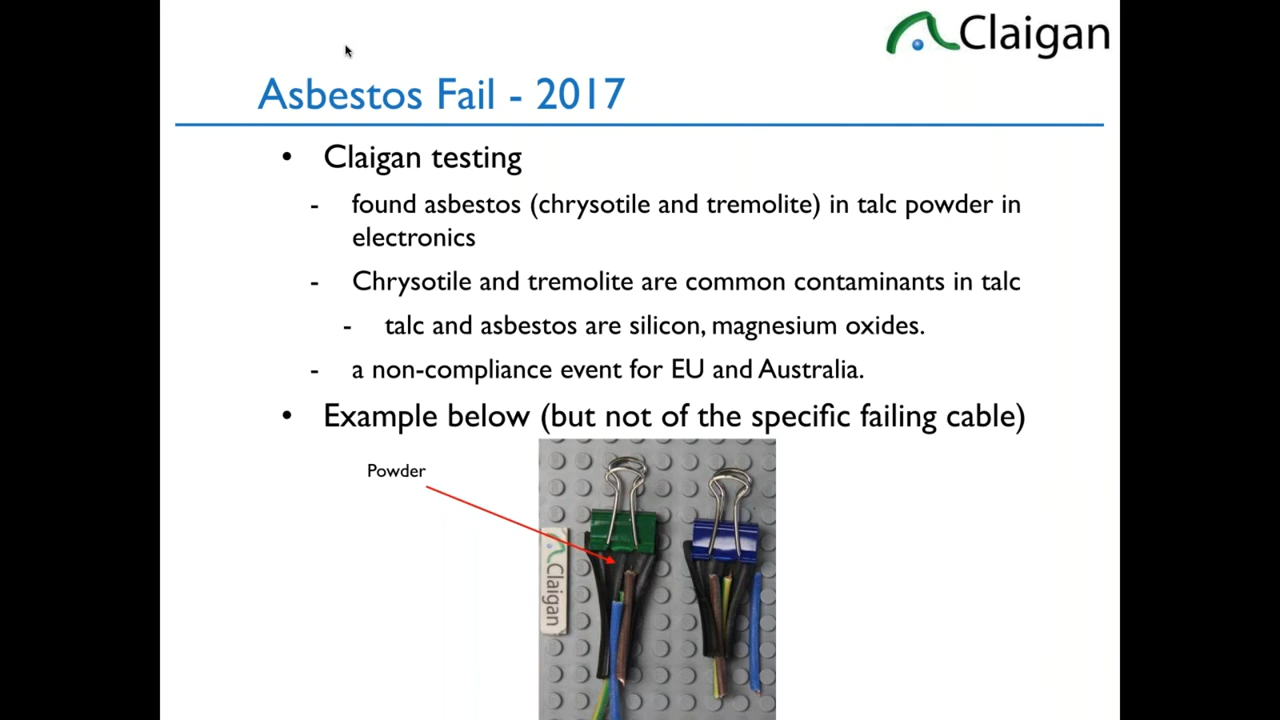 Claigan
Asbestos Fail - 2017
• Claigan testing
- found asbestos (chrysotile and tremolite) in talc powder in
electronics
- Chrysotile and tremolite are common contaminants in talc
- talc and asbestos are silicon, magnesium oxides.
- a non-compliance event for EU and Australia.
• Example below (but not of the specific failing cable)
Powder
Claigan